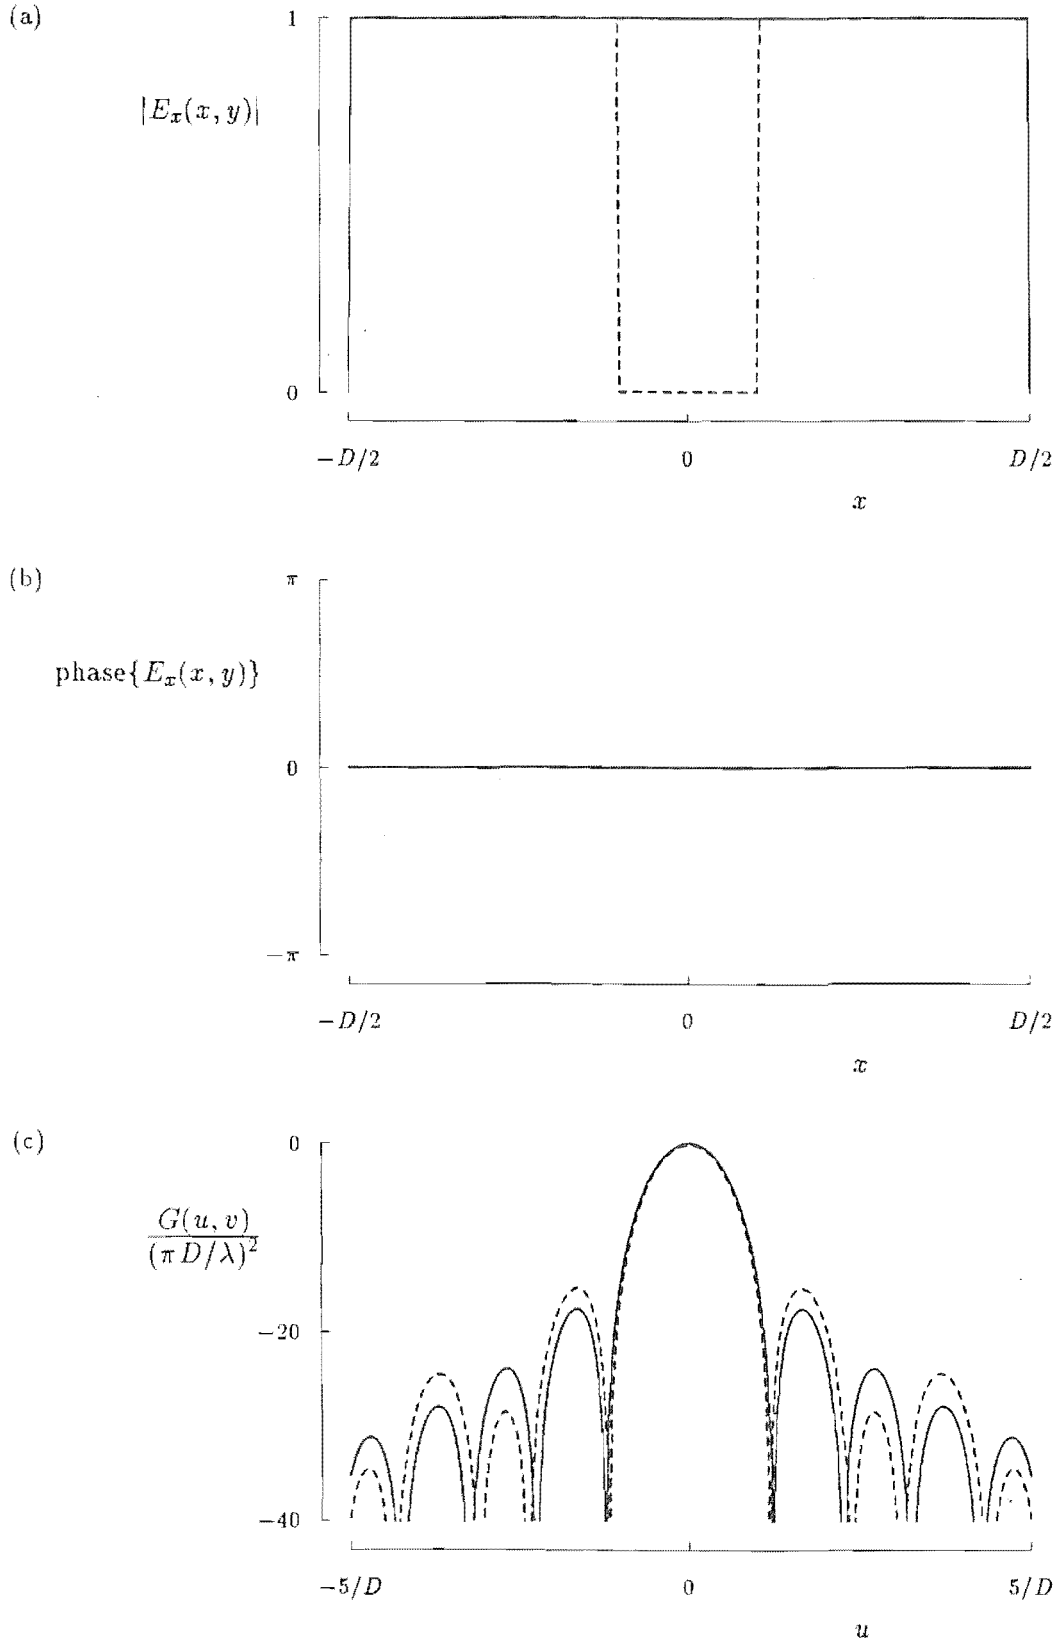 (a)
1
|E_x(x, y)|
0
−D/2 0 D/2
x
(b)
π
phase{E_x(x, y)}
0
−π
−D/2 0 D/2
x
(c)
0
G(u, v)
(πD/λ)²
−20
−40
−5/D 0 5/D
u